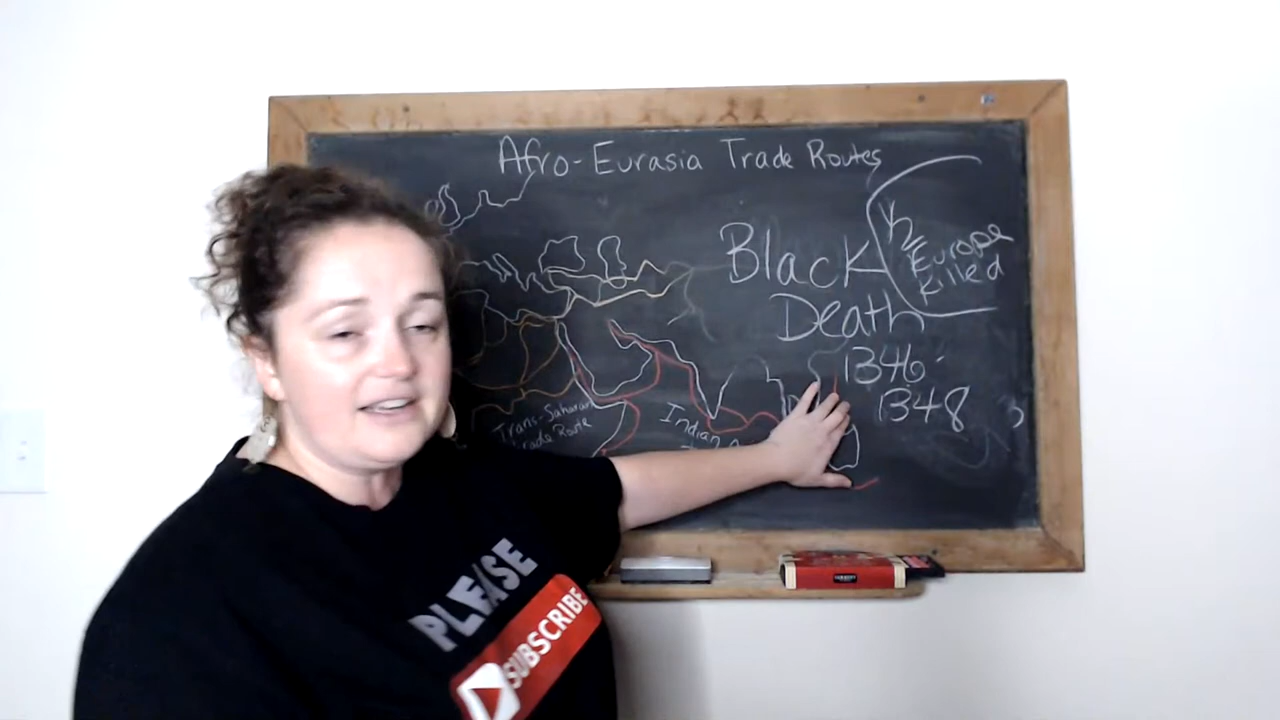 Afro-Eurasia Trade Routes
½ Europe
Killed
Black
Death
1346-
1348
Trans-Saharan
Trade Route
Indian
PLEASE
SUBSCRIBE